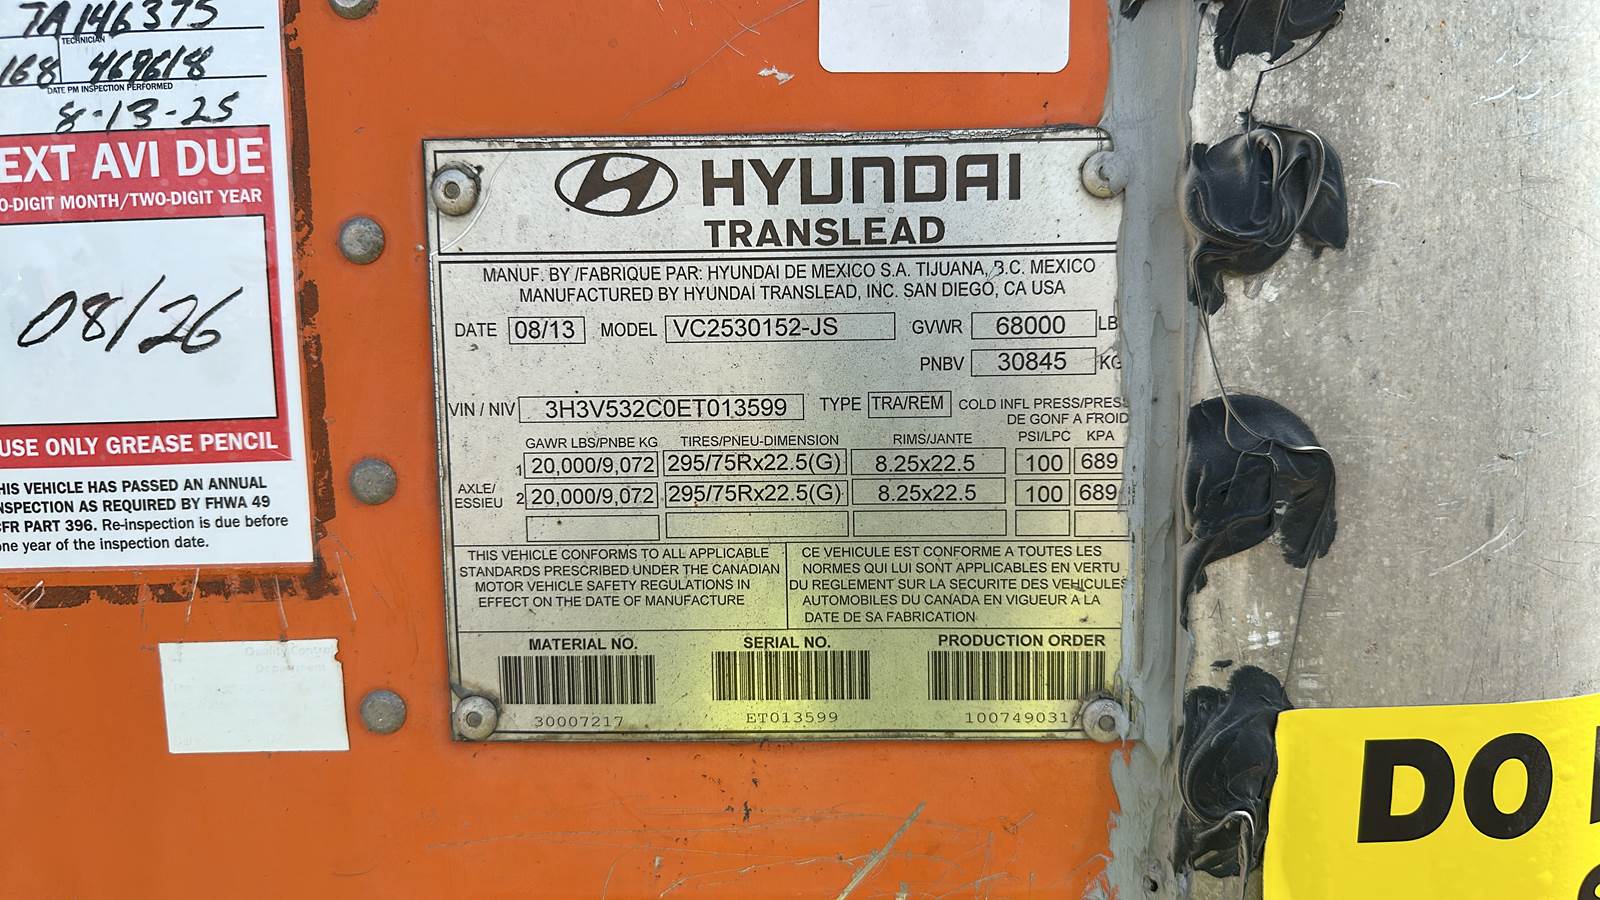 TA146375
TECHNICIAN
168 469618
DATE PM INSPECTION PERFORMED
8-13-25
EXT AVI DUE
O-DIGIT MONTH/TWO-DIGIT YEAR
08/26
USE ONLY GREASE PENCIL
HIS VEHICLE HAS PASSED AN ANNUAL
NSPECTION AS REQUIRED BY FHWA 49
CFR PART 396. Re-inspection is due before
one year of the inspection date.
Quality Control
Department
HYUNDAI
TRANSLEAD
MANUF. BY /FABRIQUE PAR: HYUNDAI DE MEXICO S.A. TIJUANA, B.C. MEXICO
MANUFACTURED BY HYUNDAI TRANSLEAD, INC. SAN DIEGO, CA USA
DATE 08/13 MODEL VC2530152-JS GVWR 68000 LB
PNBV 30845 KG
VIN / NIV 3H3V532C0ET013599 TYPE TRA/REM COLD INFL PRESS/PRESS
DE GONF A FROID
GAWR LBS/PNBE KG TIRES/PNEU-DIMENSION RIMS/JANTE PSI/LPC KPA
1 20,000/9,072 295/75Rx22.5(G) 8.25x22.5 100 689
AXLE/
ESSIEU 2 20,000/9,072 295/75Rx22.5(G) 8.25x22.5 100 689
THIS VEHICLE CONFORMS TO ALL APPLICABLE
STANDARDS PRESCRIBED UNDER THE CANADIAN
MOTOR VEHICLE SAFETY REGULATIONS IN
EFFECT ON THE DATE OF MANUFACTURE
CE VEHICULE EST CONFORME A TOUTES LES
NORMES QUI LUI SONT APPLICABLES EN VERTU
DU REGLEMENT SUR LA SECURITE DES VEHICULES
AUTOMOBILES DU CANADA EN VIGUEUR A LA
DATE DE SA FABRICATION
MATERIAL NO. SERIAL NO. PRODUCTION ORDER
30007217 ET013599 100749031
DO